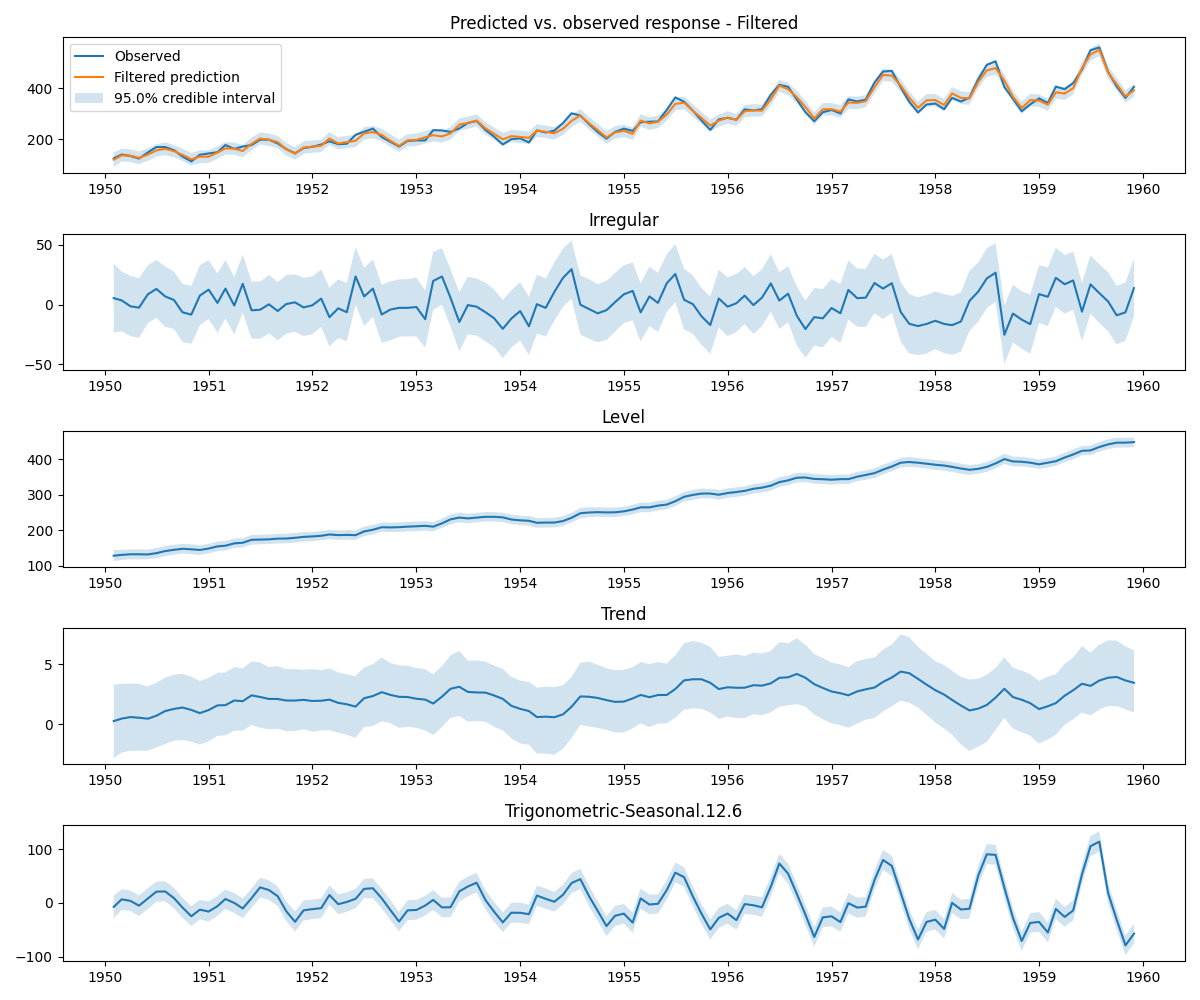 Predicted vs. observed response - Filtered
Observed
Filtered prediction
95.0% credible interval
400
200
1950 1951 1952 1953 1954 1955 1956 1957 1958 1959 1960
Irregular
50
0
−50
1950 1951 1952 1953 1954 1955 1956 1957 1958 1959 1960
Level
400
300
200
100
1950 1951 1952 1953 1954 1955 1956 1957 1958 1959 1960
Trend
5
0
1950 1951 1952 1953 1954 1955 1956 1957 1958 1959 1960
Trigonometric-Seasonal.12.6
100
0
−100
1950 1951 1952 1953 1954 1955 1956 1957 1958 1959 1960